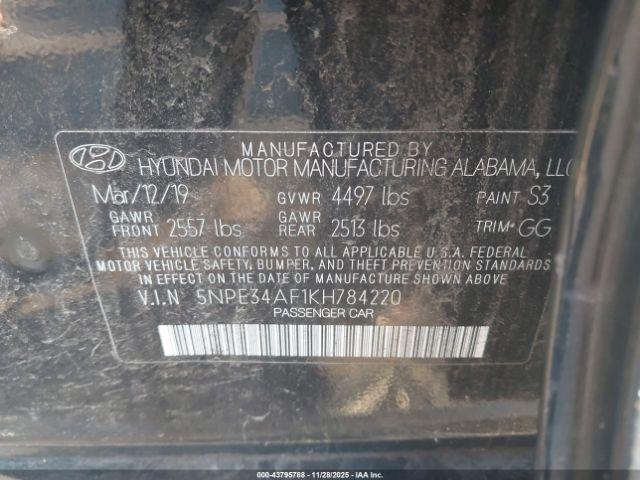 MANUFACTURED BY
HYUNDAI MOTOR MANUFACTURING ALABAMA, LLC
Mar/12/19 GVWR 4497 lbs PAINT S3
GAWR FRONT 2557 lbs GAWR REAR 2513 lbs TRIM• GG
THIS VEHICLE CONFORMS TO ALL APPLICABLE U.S.A. FEDERAL
MOTOR VEHICLE SAFETY, BUMPER, AND THEFT PREVENTION STANDARDS
IN EFFECT ON THE DATE OF MANUFACTURE SHOWN ABOVE
V.I.N 5NPE34AF1KH784220
PASSENGER CAR
000-43795788 | 11/28/2025 - IAA Inc.